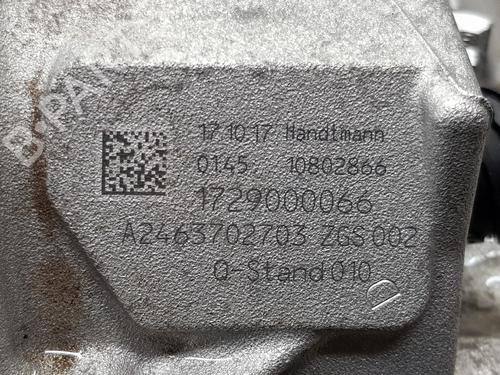 B-PARTS
17 10 17 Handtmann
0145 10802866
1729000066
A2463702703 ZGS 002
Q-Stand 010